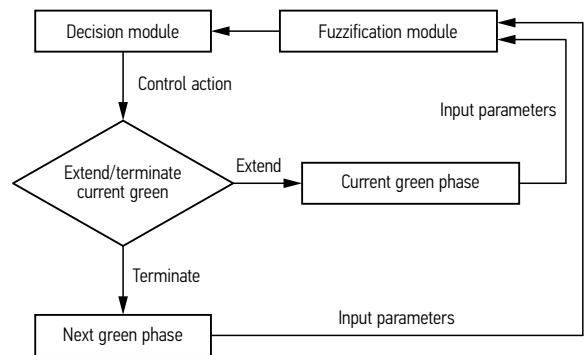 Decision module
Fuzzification module
Control action
Input parameters
Extend/terminate
current green
Extend
Current green phase
Terminate
Next green phase
Input parameters